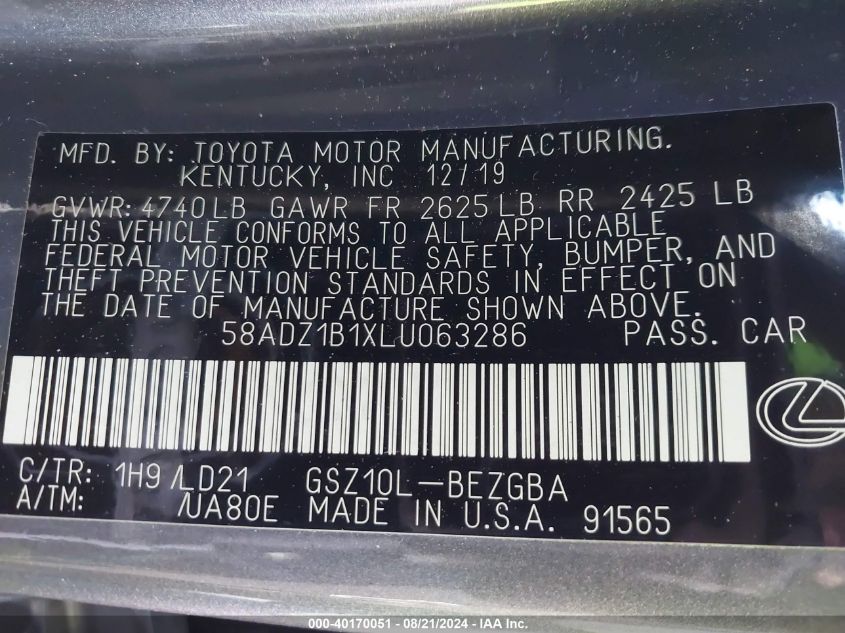 MFD. BY: TOYOTA MOTOR MANUFACTURING.
KENTUCKY, INC 12/19
GVWR: 4740LB GAWR FR 2625LB RR 2425 LB
THIS VEHICLE CONFORMS TO ALL APPLICABLE
FEDERAL MOTOR VEHICLE SAFETY, BUMPER, AND
THEFT PREVENTION STANDARDS IN EFFECT ON
THE DATE OF MANUFACTURE SHOWN ABOVE.
58ADZ1B1XLU063286 PASS. CAR
C/TR: 1H9 /LD21 GSZ10L-BEZGBA
A/TM: /UA80E MADE IN U.S.A. 91565
000-40170051 - 08/21/2024 - IAA Inc.